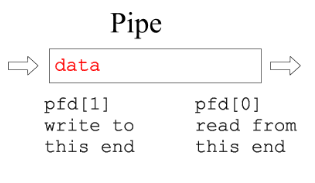 Pipe
data
pfd[1]
write to
this end
pfd[0]
read from
this end